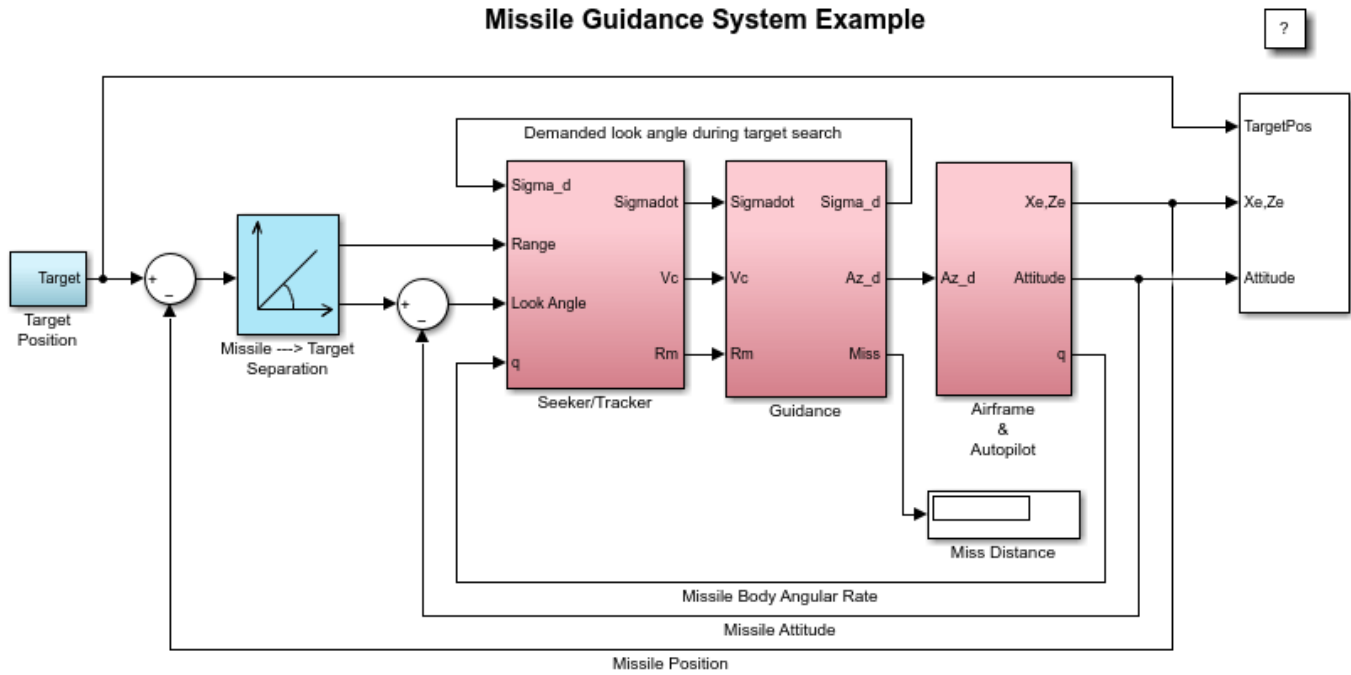 Missile Guidance System Example
?
Demanded look angle during target search
TargetPos
Sigma_d
Sigmadot
Sigmadot
Sigma_d
Xe,Ze
Xe,Ze
Range
Target
+
−
Vc
Vc
Az_d
Az_d
Attitude
Attitude
+
−
Look Angle
Target
Position
Missile ---> Target
Separation
q
Rm
Rm
Miss
q
Seeker/Tracker
Guidance
Airframe
&
Autopilot
Miss Distance
Missile Body Angular Rate
Missile Attitude
Missile Position